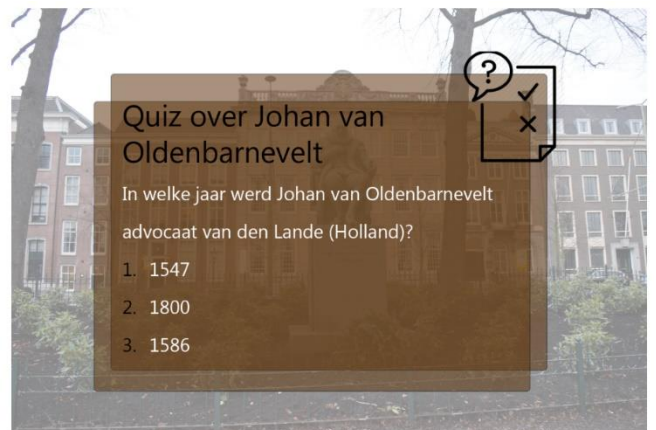 Quiz over Johan van
Oldenbarnevelt
In welke jaar werd Johan van Oldenbarnevelt
advocaat van den Lande (Holland)?
1. 1547
2. 1800
3. 1586